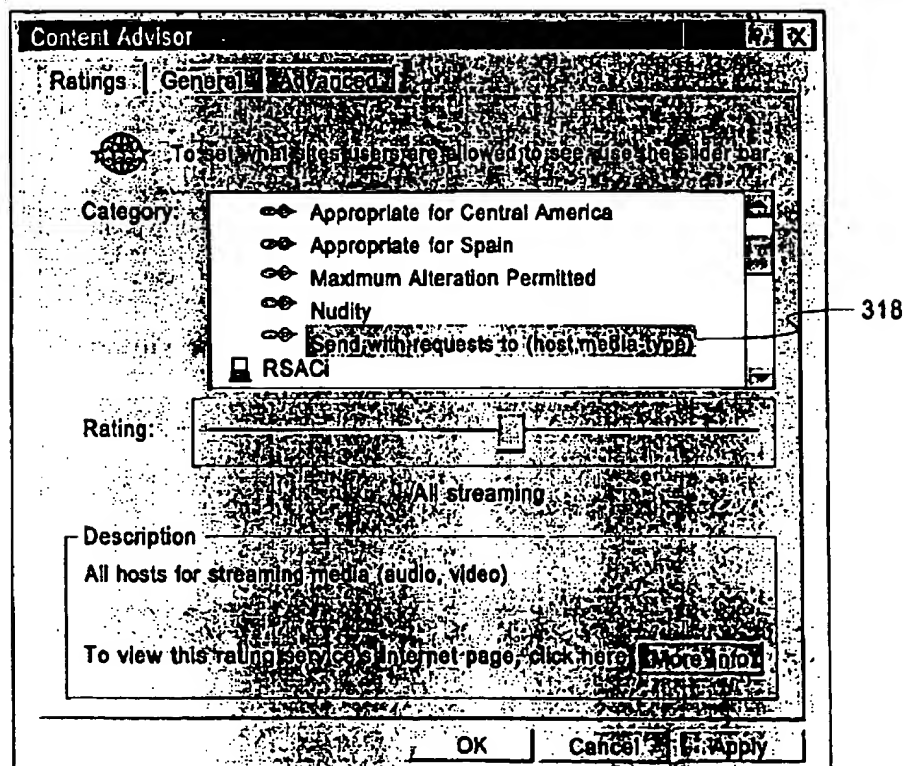 Content Advisor
Ratings General Advanced
To set what sites users are allowed to see, use the slider bar
Category:
Appropriate for Central America
Appropriate for Spain
Maximum Alteration Permitted
Nudity
Send with requests to (host,media-type)
318
RSACi
Rating:
All streaming
Description
All hosts for streaming media (audio, video)
To view this rating service's Internet page, click here More Info
OK Cancel Apply